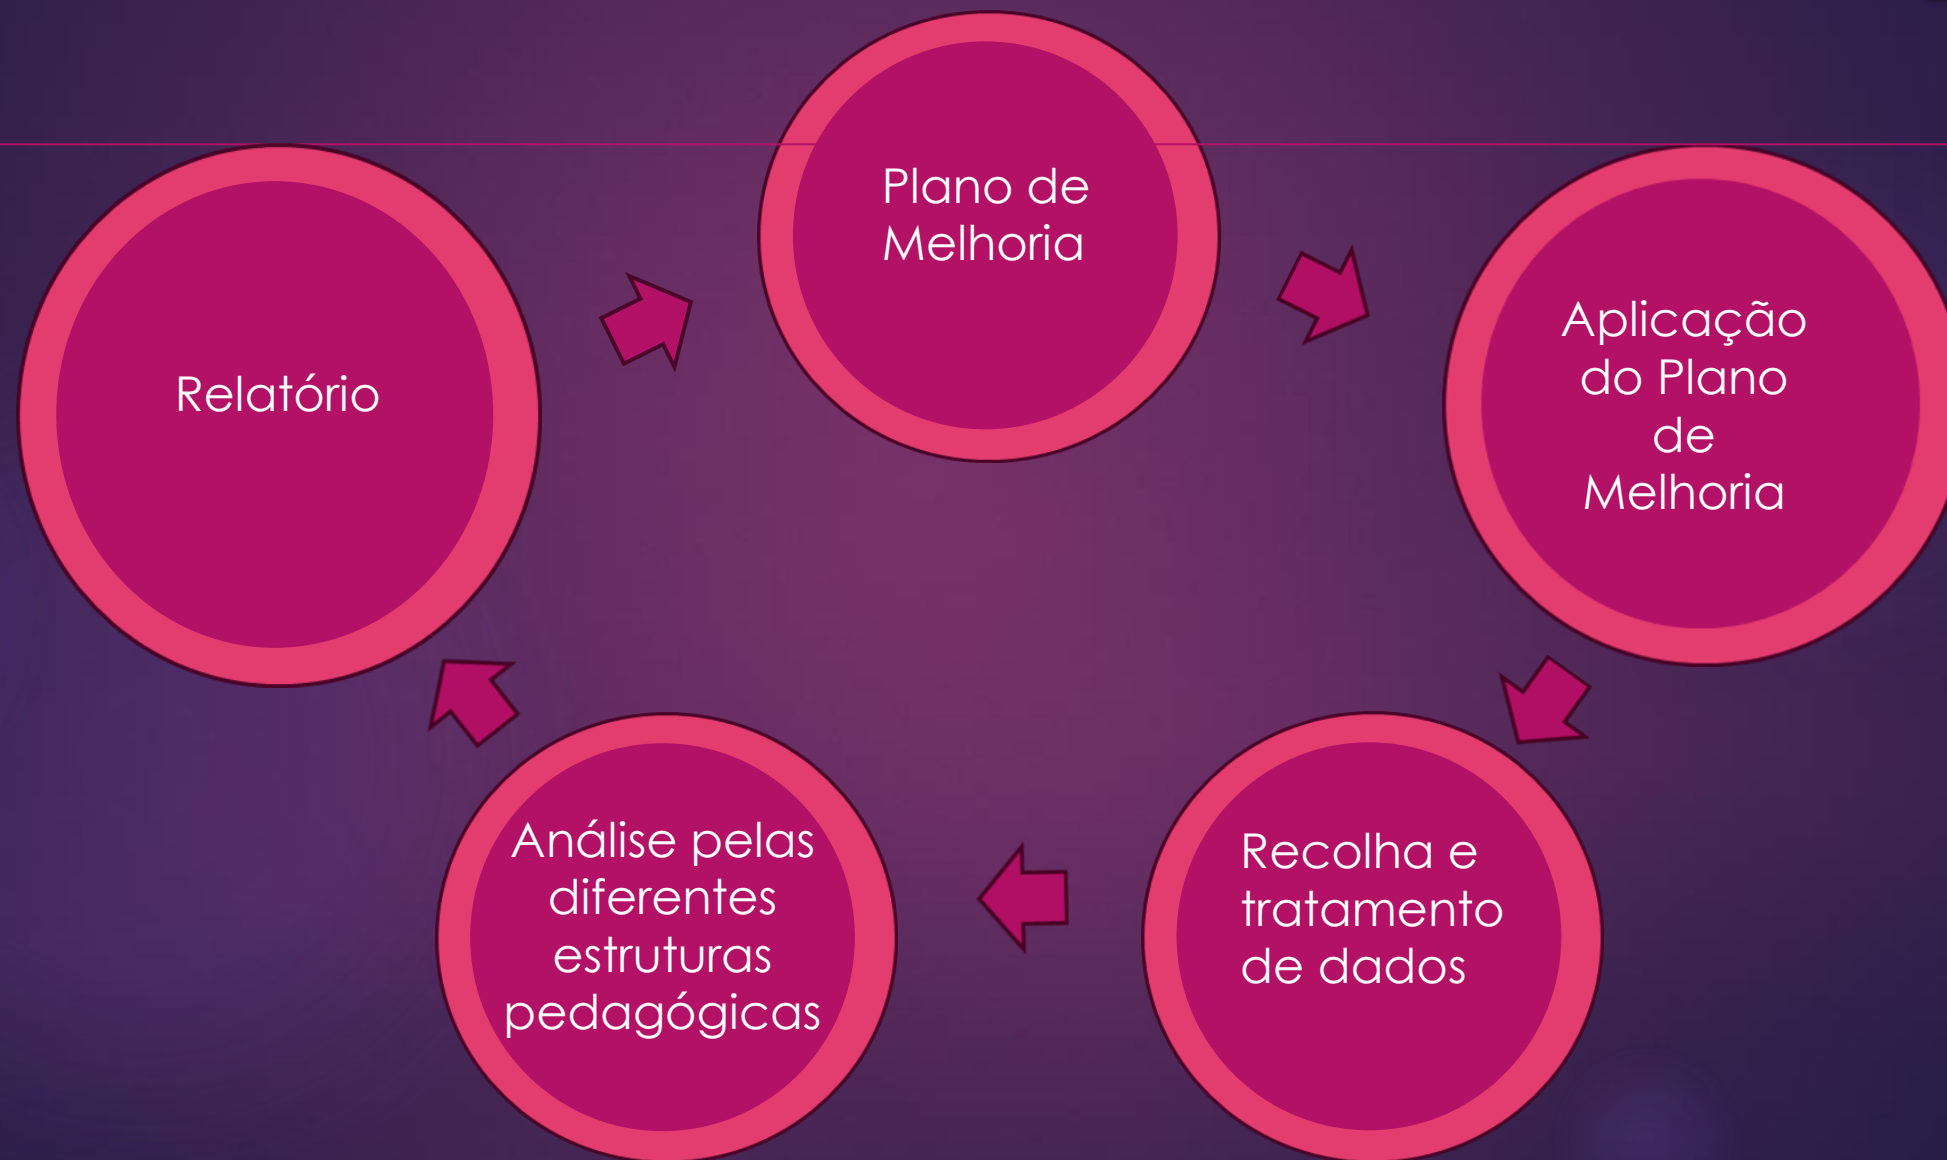 Plano de
Melhoria
Aplicação
do Plano
de
Melhoria
Recolha e
tratamento
de dados
Análise pelas
diferentes
estruturas
pedagógicas
Relatório